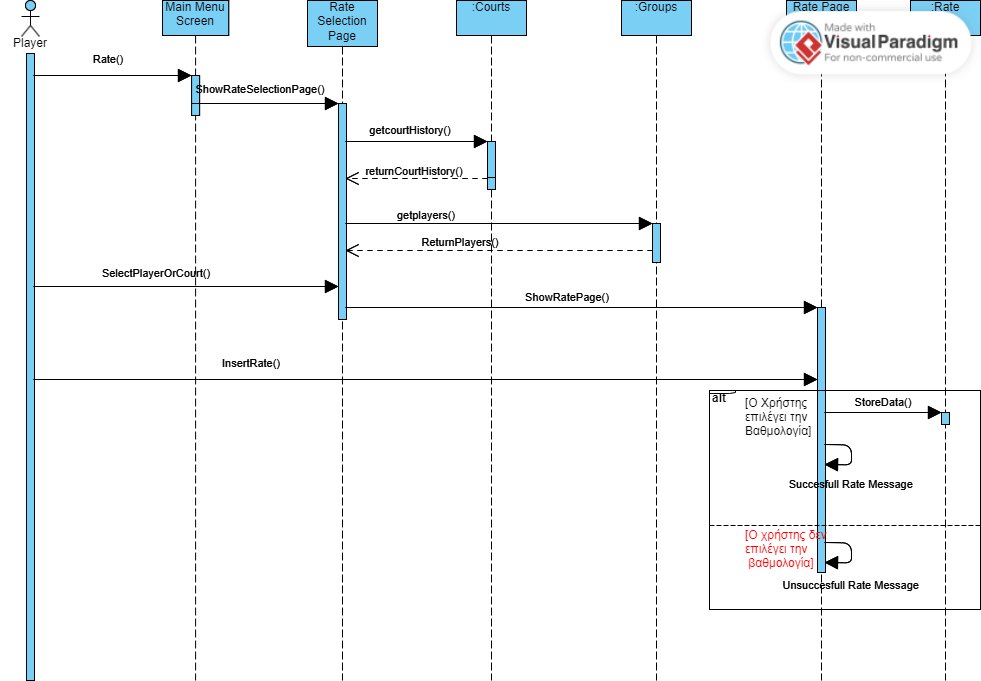 Player
Main Menu
Screen
Rate
Selection
Page
:Courts
:Groups
Rate Page
:Rate
Made with
Visual Paradigm
For non-commercial use
Rate()
ShowRateSelectionPage()
getcourtHistory()
returnCourtHistory()
getplayers()
ReturnPlayers()
SelectPlayerOrCourt()
ShowRatePage()
InsertRate()
alt
[Ο Χρήστης
επιλέγει την
Βαθμολογία]
StoreData()
Succesfull Rate Message
[Ο χρήστης δεν
επιλέγει την
βαθμολογία]
Unsuccesfull Rate Message